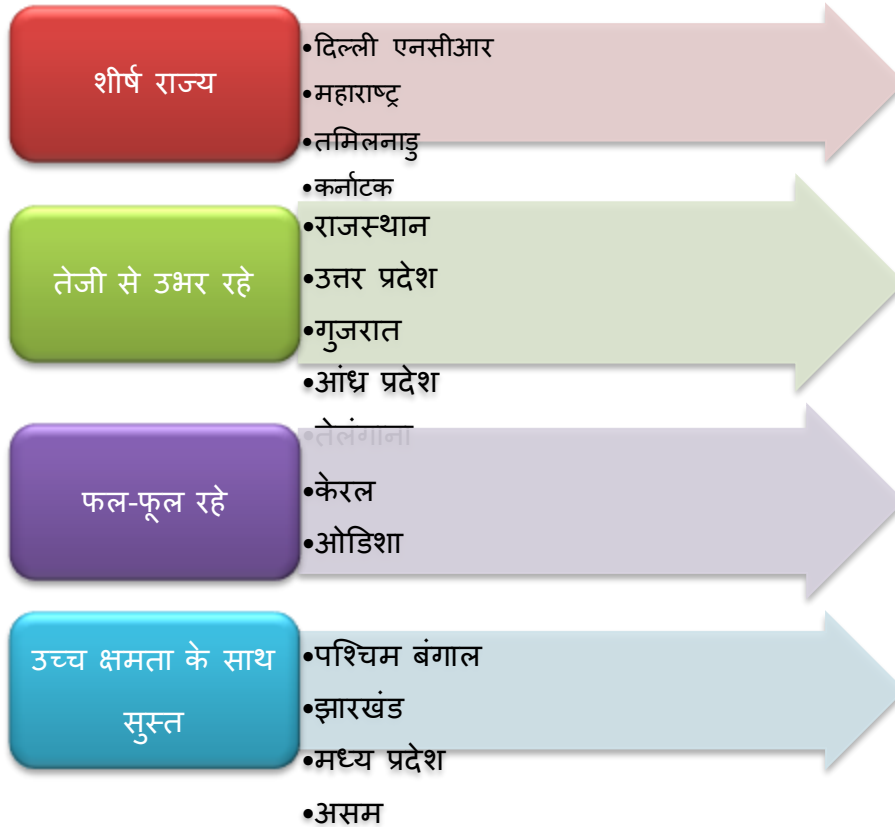 शीर्ष राज्य
•दिल्ली एनसीआर
•महाराष्ट्र
•तमिलनाडु
•कर्नाटक
तेजी से उभर रहे
•राजस्थान
•उत्तर प्रदेश
•गुजरात
•आंध्र प्रदेश
•तेलंगाना
फल-फूल रहे
•केरल
•ओडिशा
उच्च क्षमता के साथ
सुस्त
•पश्चिम बंगाल
•झारखंड
•मध्य प्रदेश
•असम